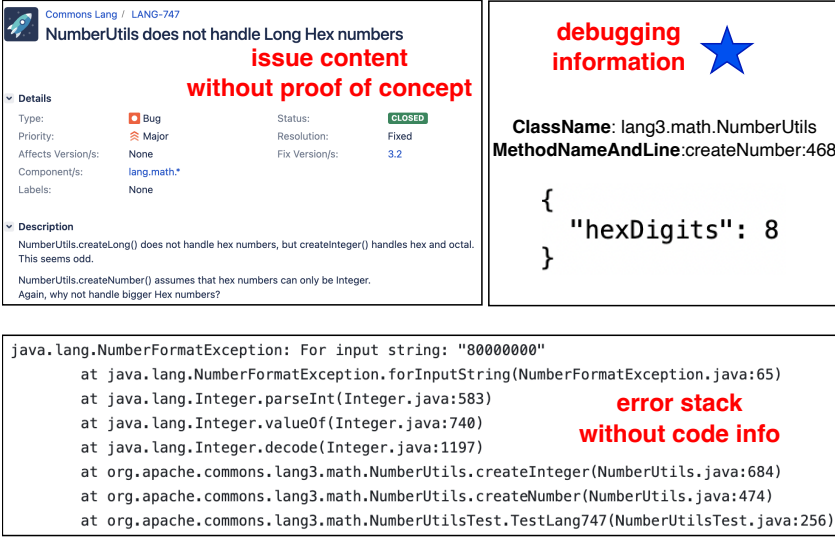 Commons Lang / LANG-747
NumberUtils does not handle Long Hex numbers
issue content
without proof of concept
Details
Type: Bug Status: CLOSED
Priority: Major Resolution: Fixed
Affects Version/s: None Fix Version/s: 3.2
Component/s: lang.math.*
Labels: None
Description
NumberUtils.createLong() does not handle hex numbers, but createInteger() handles hex and octal.
This seems odd.
NumberUtils.createNumber() assumes that hex numbers can only be Integer.
Again, why not handle bigger Hex numbers?
debugging
information
ClassName: lang3.math.NumberUtils
MethodNameAndLine:createNumber:468
{
"hexDigits": 8
}
java.lang.NumberFormatException: For input string: "80000000"
at java.lang.NumberFormatException.forInputString(NumberFormatException.java:65)
at java.lang.Integer.parseInt(Integer.java:583)
at java.lang.Integer.valueOf(Integer.java:740)
at java.lang.Integer.decode(Integer.java:1197)
at org.apache.commons.lang3.math.NumberUtils.createInteger(NumberUtils.java:684)
at org.apache.commons.lang3.math.NumberUtils.createNumber(NumberUtils.java:474)
at org.apache.commons.lang3.math.NumberUtilsTest.TestLang747(NumberUtilsTest.java:256)
error stack
without code info